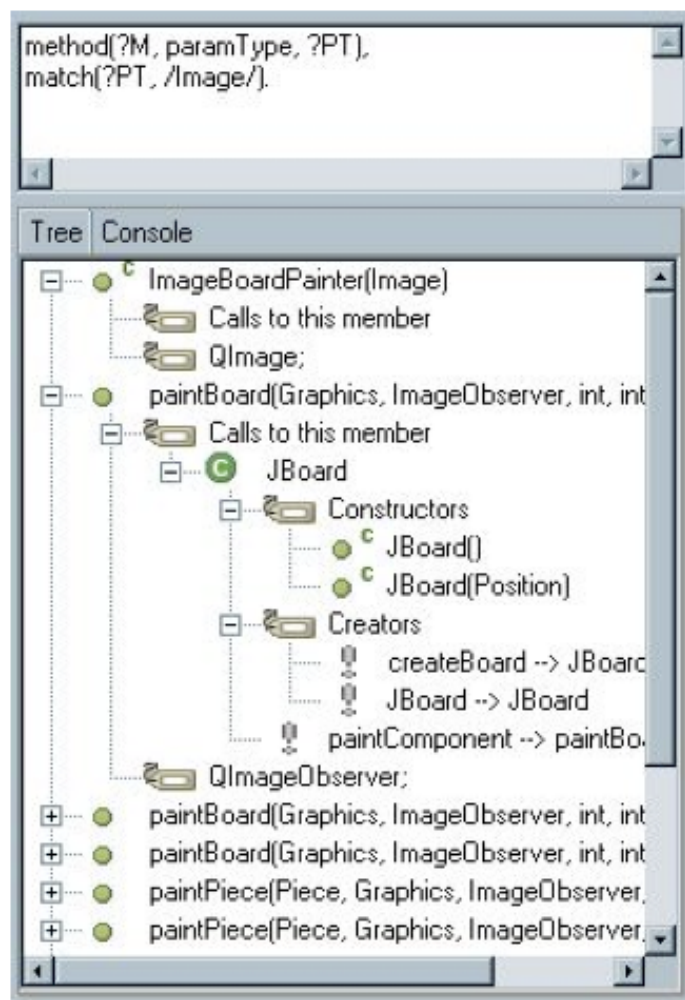 method(?M, paramType, ?PT),
match(?PT, /Image/).
Tree Console
C ImageBoardPainter(Image)
Calls to this member
QImage;
paintBoard(Graphics, ImageObserver, int, int
Calls to this member
C JBoard
Constructors
C JBoard()
C JBoard(Position)
Creators
createBoard --> JBoard
JBoard --> JBoard
paintComponent --> paintBo
QImageObserver;
paintBoard(Graphics, ImageObserver, int, int
paintBoard(Graphics, ImageObserver, int, int
paintPiece(Piece, Graphics, ImageObserver,
paintPiece(Piece, Graphics, ImageObserver,